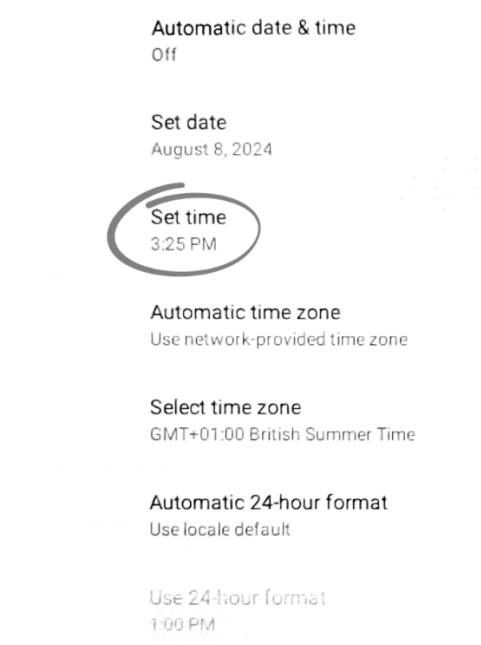 Automatic date & time
Off
Set date
August 8, 2024
Set time
3:25 PM
Automatic time zone
Use network-provided time zone
Select time zone
GMT+01:00 British Summer Time
Automatic 24-hour format
Use locale default
Use 24-hour format
1:00 PM